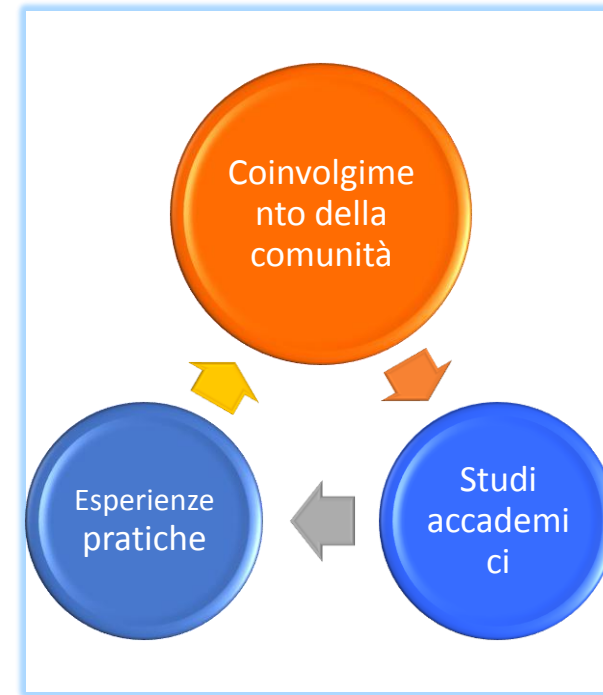 Coinvolgime
nto della
comunità
Studi
accademi
ci
Esperienze
pratiche